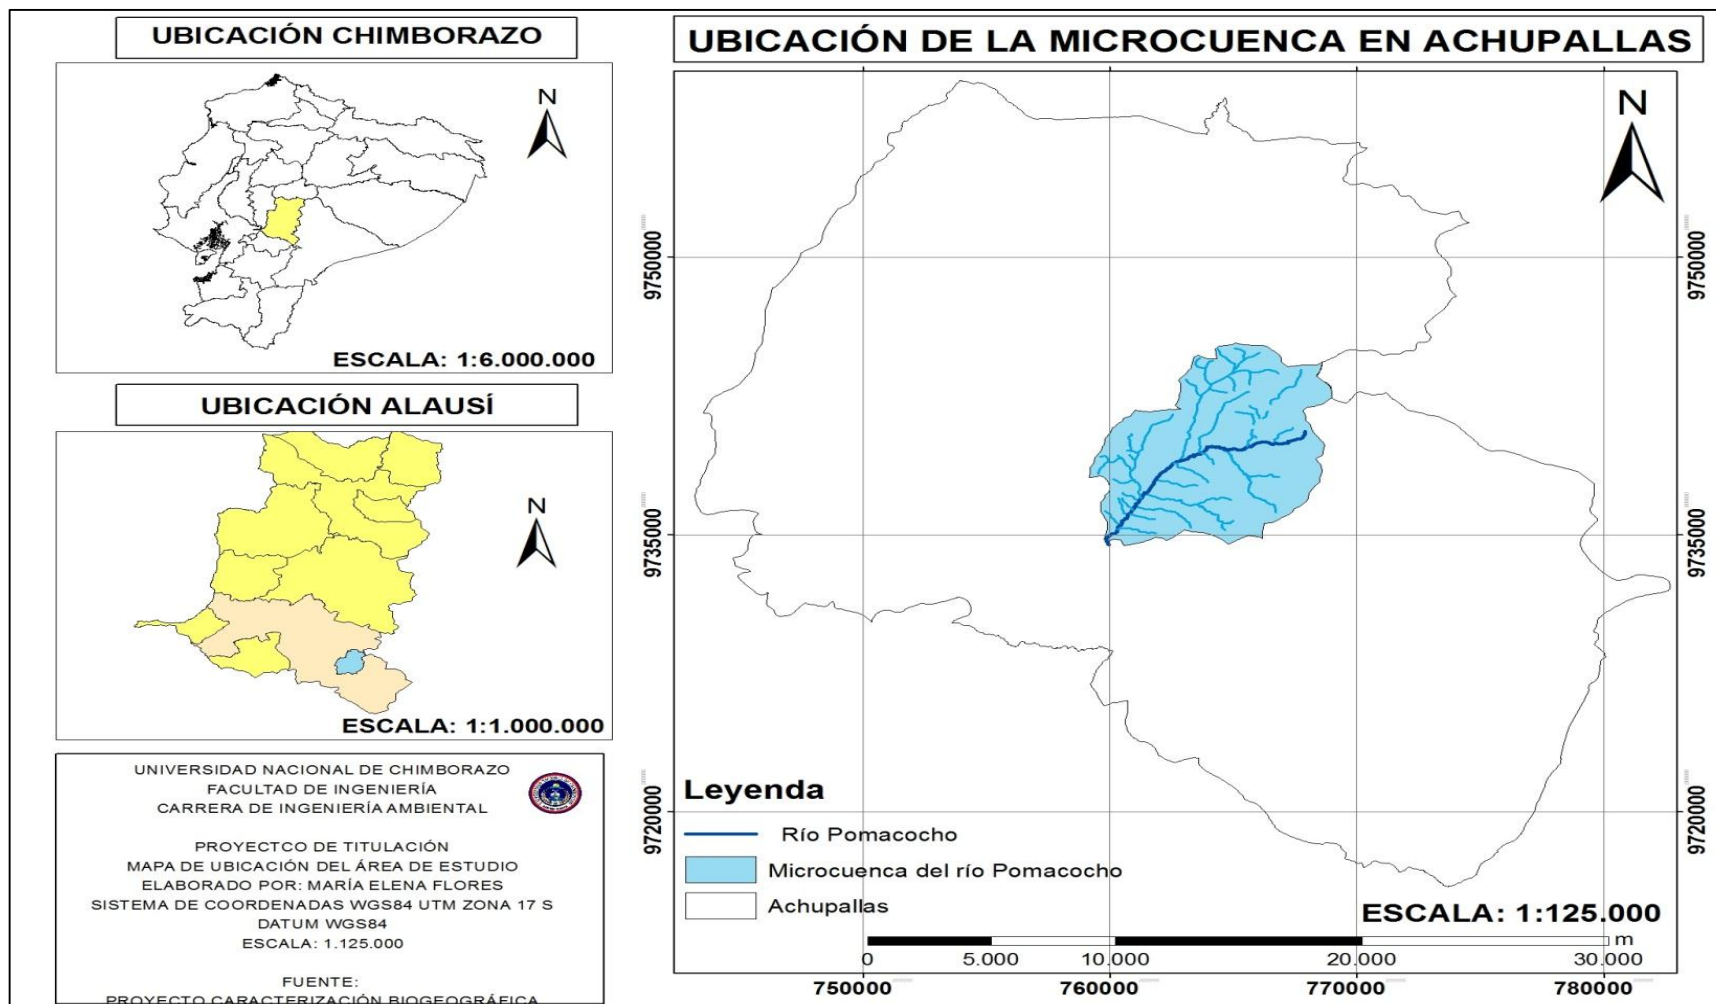 UBICACIÓN CHIMBORAZO
N
ESCALA: 1:6.000.000
UBICACIÓN ALAUSÍ
N
ESCALA: 1:1.000.000
UNIVERSIDAD NACIONAL DE CHIMBORAZO
FACULTAD DE INGENIERÍA
CARRERA DE INGENIERÍA AMBIENTAL
PROYECTCO DE TITULACIÓN
MAPA DE UBICACIÓN DEL ÁREA DE ESTUDIO
ELABORADO POR: MARÍA ELENA FLORES
SISTEMA DE COORDENADAS WGS84 UTM ZONA 17 S
DATUM WGS84
ESCALA: 1.125.000
FUENTE:
PROYECTO CARACTERIZACIÓN BIOGEOGRÁFICA
UBICACIÓN DE LA MICROCUENCA EN ACHUPALLAS
N
9750000
9750000
9735000
9735000
9720000
9720000
Leyenda
Río Pomacocho
Microcuenca del río Pomacocho
Achupallas
ESCALA: 1:125.000
m
0 5.000 10.000 20.000 30.000
750000 760000 770000 780000